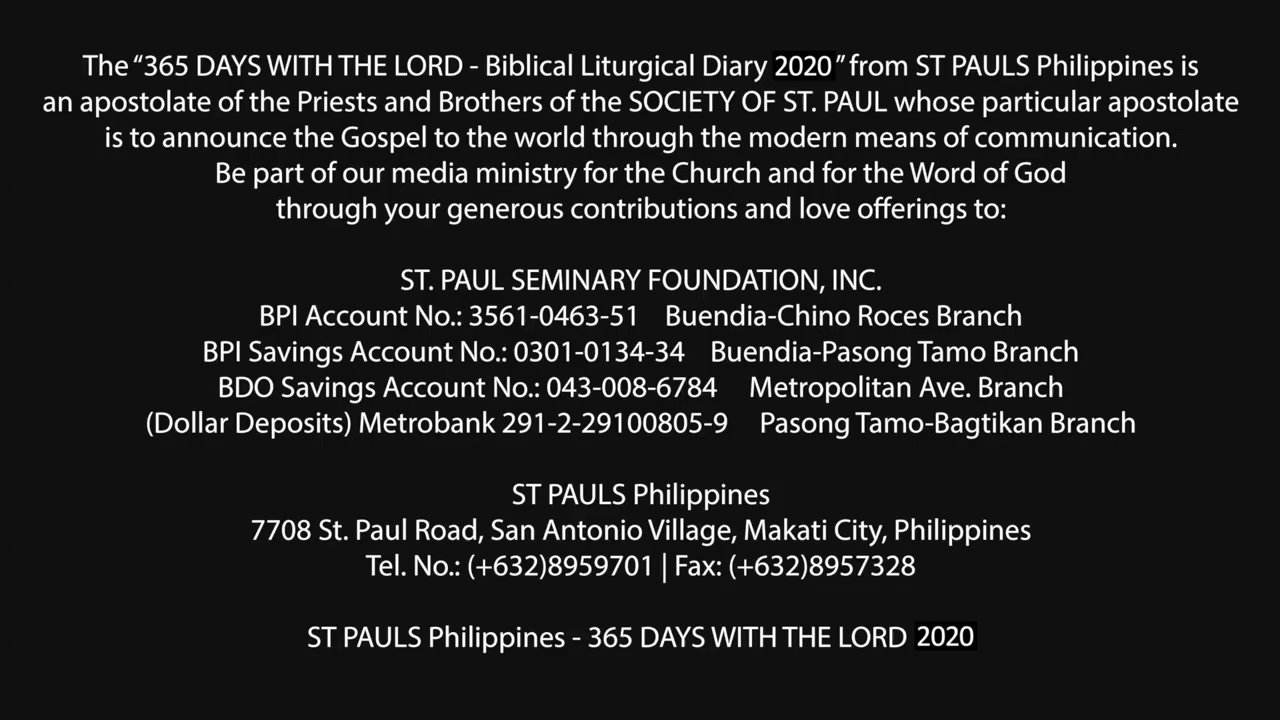 The “365 DAYS WITH THE LORD - Biblical Liturgical Diary 2020” from ST PAULS Philippines is
an apostolate of the Priests and Brothers of the SOCIETY OF ST. PAUL whose particular apostolate
is to announce the Gospel to the world through the modern means of communication.
Be part of our media ministry for the Church and for the Word of God
through your generous contributions and love offerings to:
ST. PAUL SEMINARY FOUNDATION, INC.
BPI Account No.: 3561-0463-51 Buendia-Chino Roces Branch
BPI Savings Account No.: 0301-0134-34 Buendia-Pasong Tamo Branch
BDO Savings Account No.: 043-008-6784 Metropolitan Ave. Branch
(Dollar Deposits) Metrobank 291-2-29100805-9 Pasong Tamo-Bagtikan Branch
ST PAULS Philippines
7708 St. Paul Road, San Antonio Village, Makati City, Philippines
Tel. No.: (+632)8959701 | Fax: (+632)8957328
ST PAULS Philippines - 365 DAYS WITH THE LORD 2020